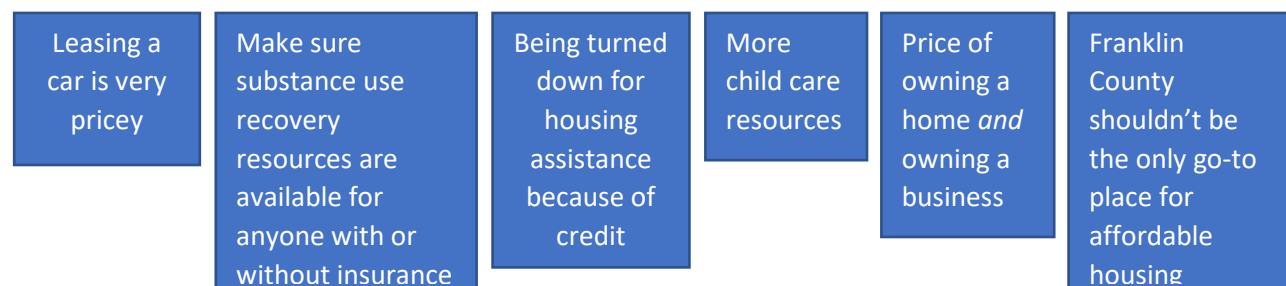 Leasing a
car is very
pricey
Make sure
substance use
recovery
resources are
available for
anyone with or
without insurance
Being turned
down for
housing
assistance
because of
credit
More
child care
resources
Price of
owning a
home and
owning a
business
Franklin
County
shouldn’t be
the only go-to
place for
affordable
housing